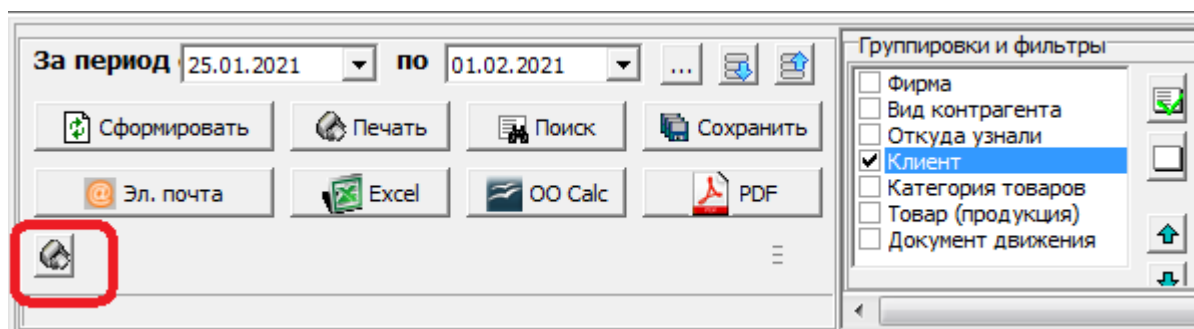 За период с 25.01.2021 по 01.02.2021 ...
Сформировать Печать Поиск Сохранить
Эл. почта Excel OO Calc PDF
Группировки и фильтры
Фирма
Вид контрагента
Откуда узнали
Клиент
Категория товаров
Товар (продукция)
Документ движения